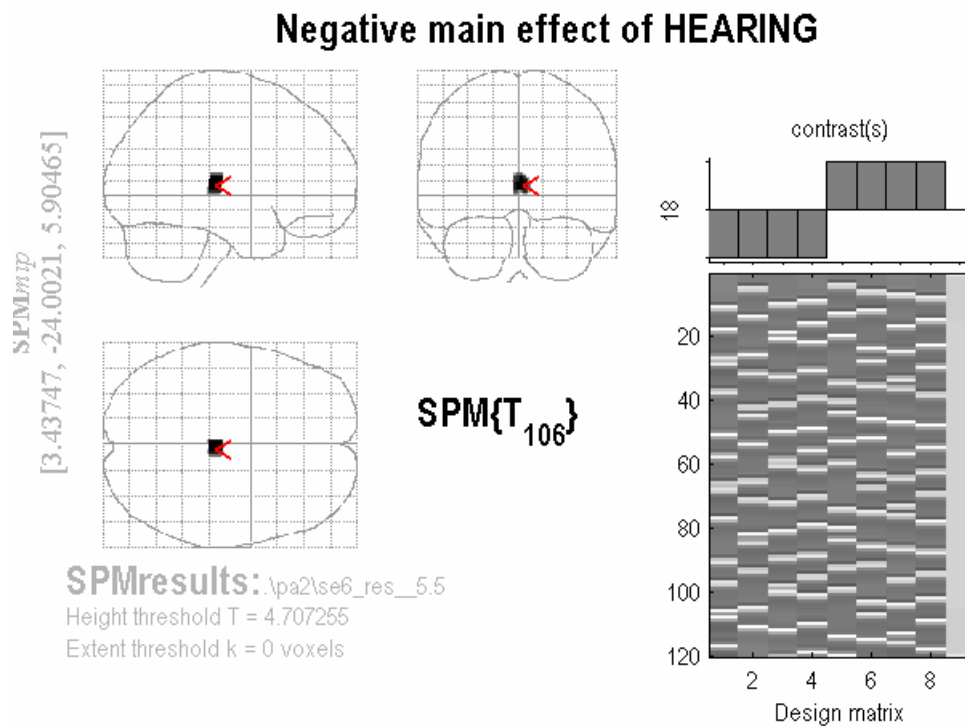 Negative main effect of HEARING
SPMmip
[3.43747, -24.0021, 5.90465]
SPM{T106}
SPMresults: .\pa2\se6_res__5.5
Height threshold T = 4.707255
Extent threshold k = 0 voxels
contrast(s)
18
20
40
60
80
100
120
2 4 6 8
Design matrix